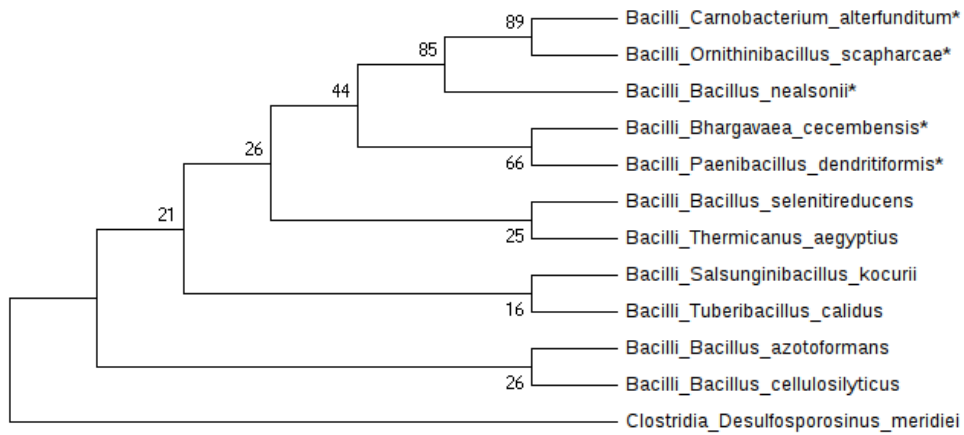 89
Bacilli_Carnobacterium_alterfunditum*
Bacilli_Ornithinibacillus_scapharcae*
85
Bacilli_Bacillus_nealsonii*
44
Bacilli_Bhargavaea_cecembensis*
66
Bacilli_Paenibacillus_dendritiformis*
26
Bacilli_Bacillus_selenitireducens
25
Bacilli_Thermicanus_aegyptius
21
Bacilli_Salsunginibacillus_kocurii
16
Bacilli_Tuberibacillus_calidus
Bacilli_Bacillus_azotoformans
26
Bacilli_Bacillus_cellulosilyticus
Clostridia_Desulfosporosinus_meridiei